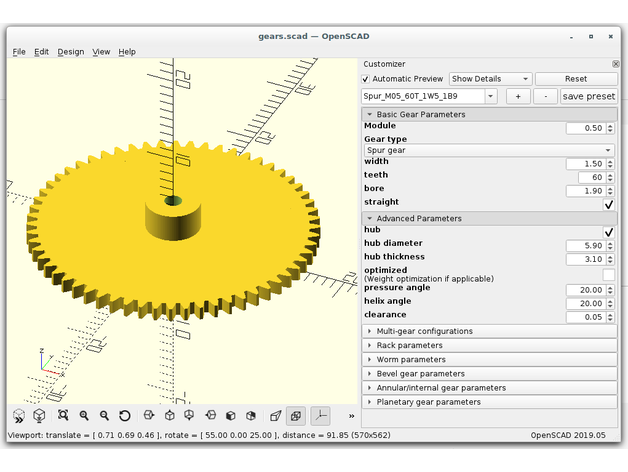 gears.scad — OpenSCAD
File Edit Design View Help
Customizer
Automatic Preview Show Details Reset
Spur_M05_60T_1W5_1B9 + - save preset
Basic Gear Parameters
Module 0.50
Gear type
Spur gear
width 1.50
teeth 60
bore 1.90
straight
Advanced Parameters
hub
hub diameter 5.90
hub thickness 3.10
optimized
(Weight optimization if applicable)
pressure angle 20.00
helix angle 20.00
clearance 0.05
Multi-gear configurations
Rack parameters
Worm parameters
Bevel gear parameters
Annular/internal gear parameters
Planetary gear parameters
Viewport: translate = [ 0.71 0.69 0.46 ], rotate = [ 55.00 0.00 25.00 ], distance = 91.85 (570x562) OpenSCAD 2019.05